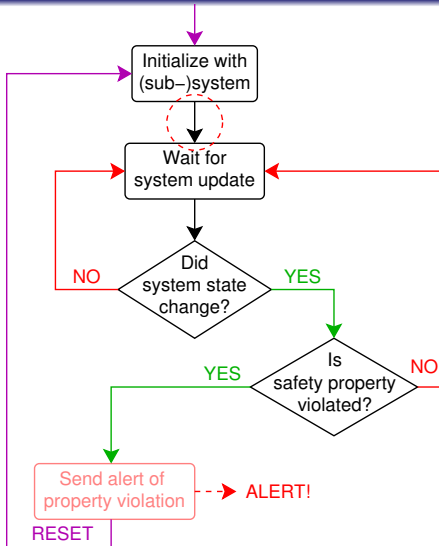 Initialize with
(sub−)system
Wait for
system update
Did
system state
change?
NO
YES
Is
safety property
violated?
YES
NO
Send alert of
property violation
ALERT!
RESET